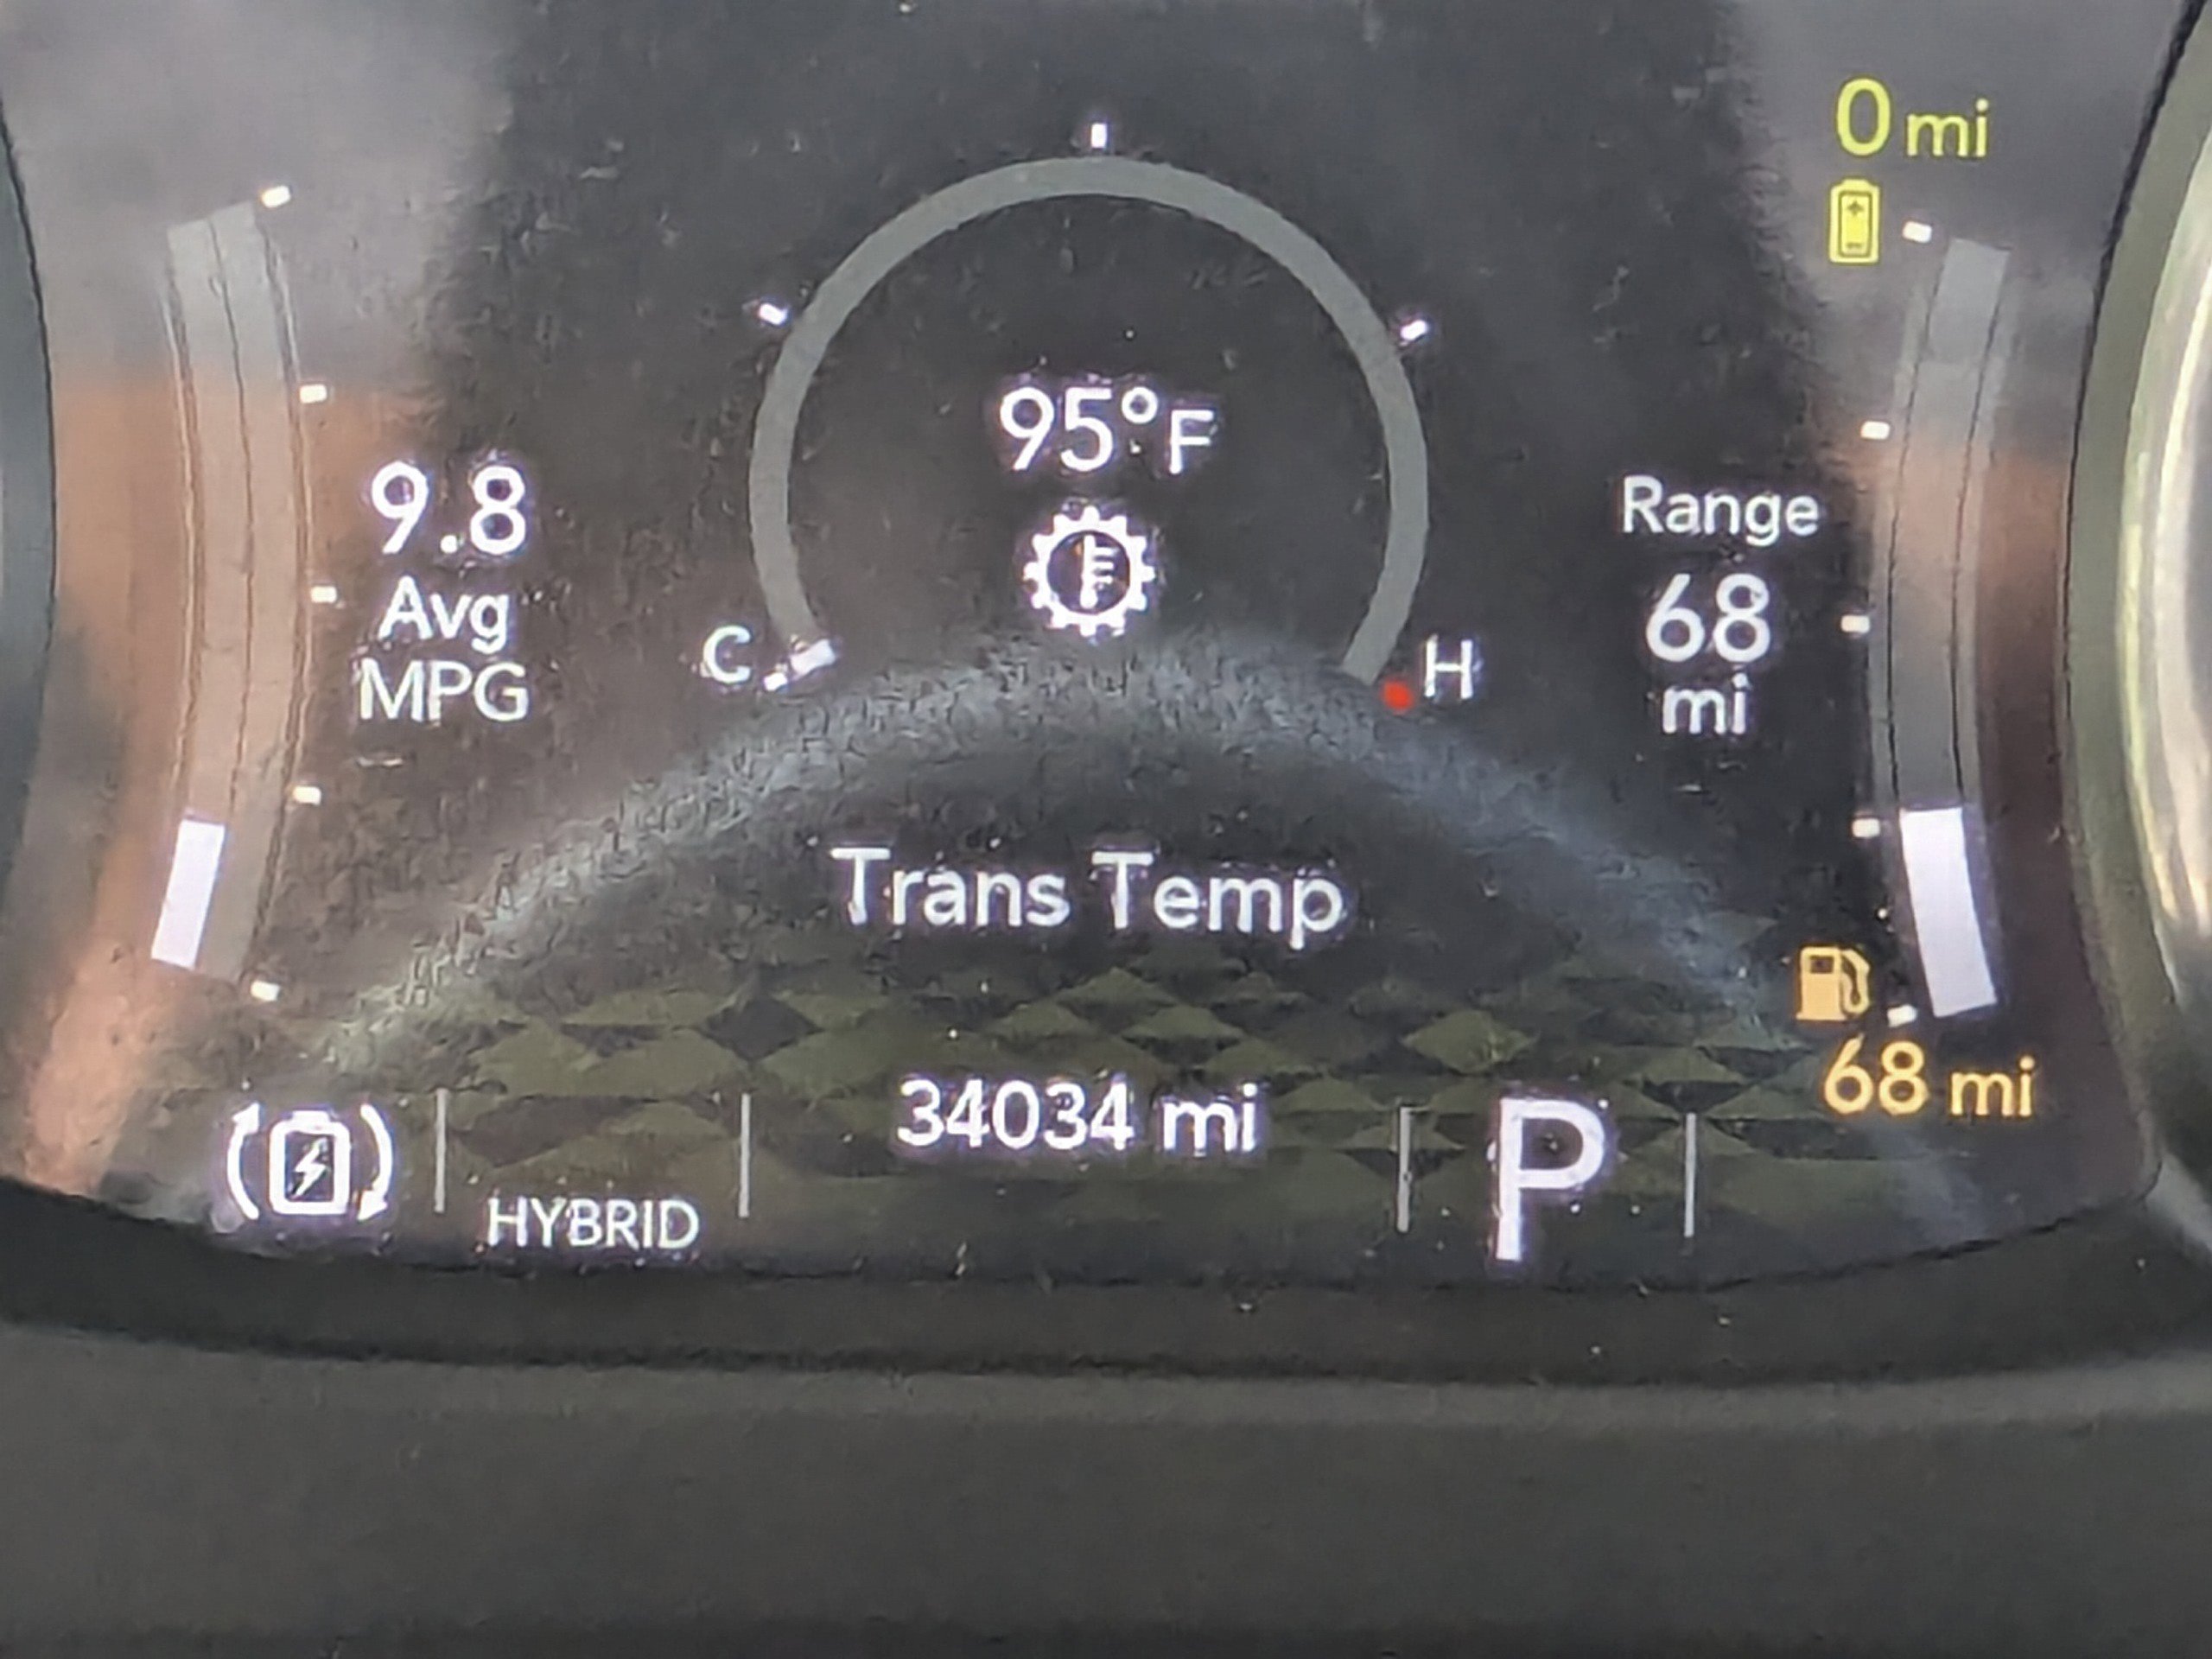 0 mi
95°F
9.8
Avg
MPG
Range
68
mi
C
H
Trans Temp
68 mi
34034 mi
P
HYBRID